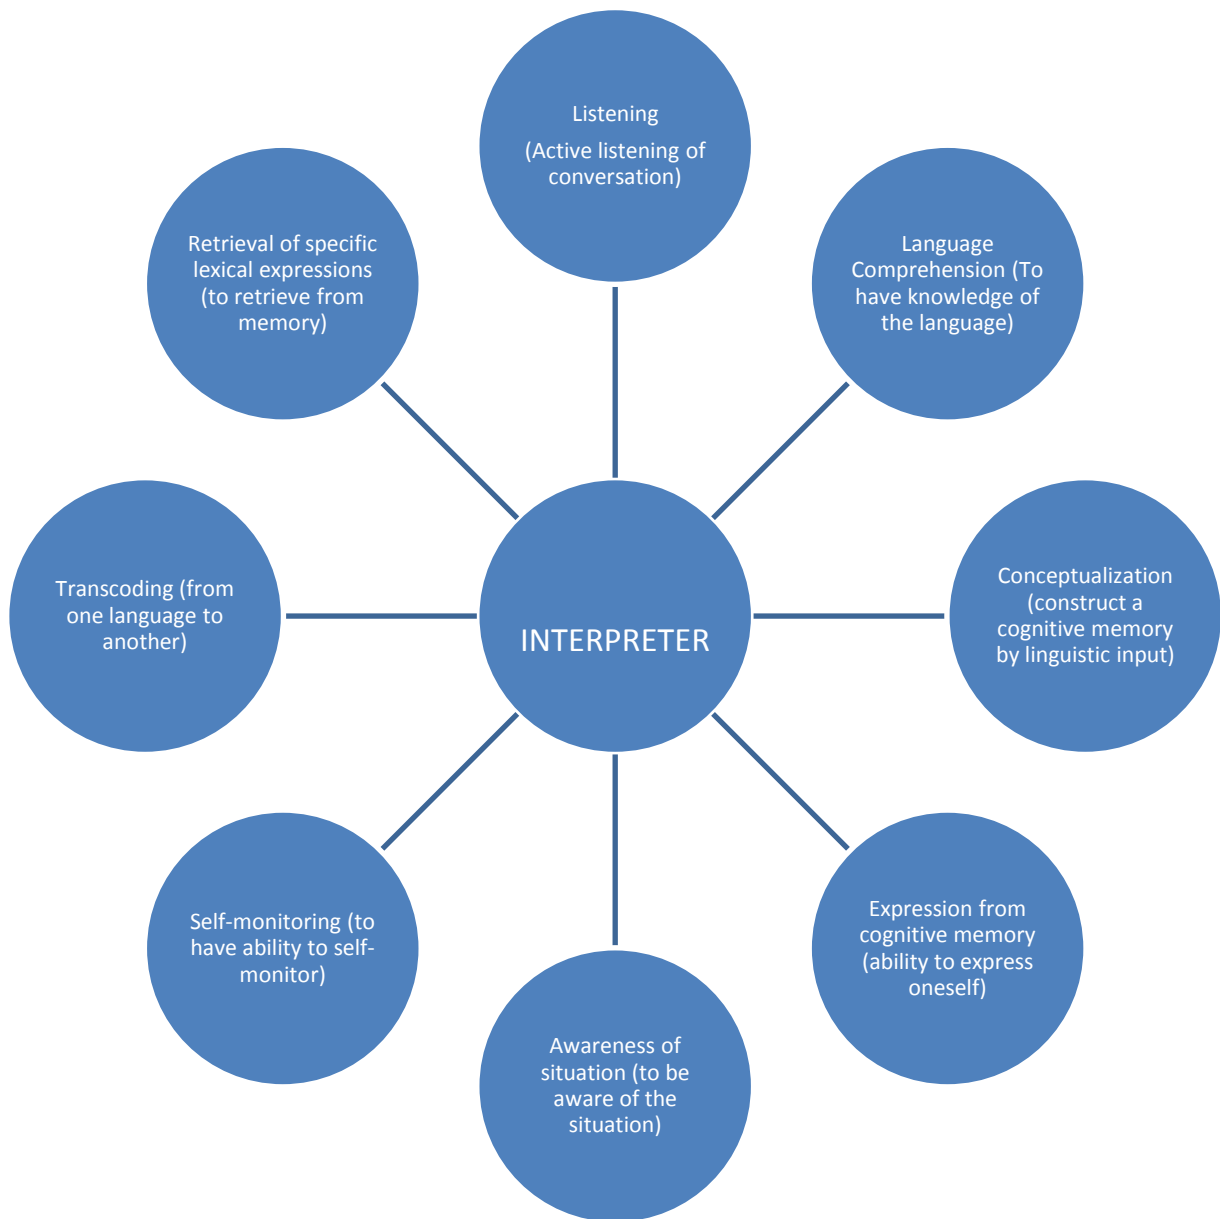 Listening
(Active listening of
conversation)
Language
Comprehension (To
have knowledge of
the language)
Conceptualization
(construct a
cognitive memory
by linguistic input)
Expression from
cognitive memory
(ability to express
oneself)
Awareness of
situation (to be
aware of the
situation)
Self-monitoring (to
have ability to self-
monitor)
Transcoding (from
one language to
another)
Retrieval of specific
lexical expressions
(to retrieve from
memory)
INTERPRETER